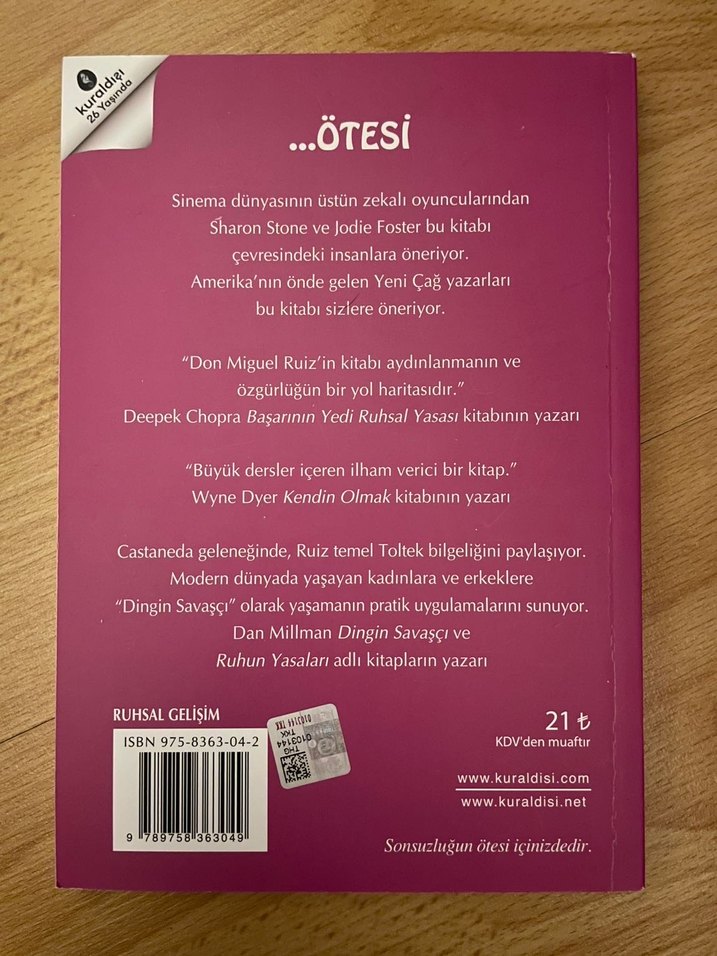 kuraldışı
26 Yaşında
...ÖTESİ
Sinema dünyasının üstün zekalı oyuncularından
Sharon Stone ve Jodie Foster bu kitabı
çevresindeki insanlara öneriyor.
Amerika’nın önde gelen Yeni Çağ yazarları
bu kitabı sizlere öneriyor.
“Don Miguel Ruiz’in kitabı aydınlanmanın ve
özgürlüğün bir yol haritasıdır.”
Deepek Chopra Başarının Yedi Ruhsal Yasası kitabının yazarı
“Büyük dersler içeren ilham verici bir kitap.”
Wyne Dyer Kendin Olmak kitabının yazarı
Castaneda geleneğinde, Ruiz temel Toltek bilgeliğini paylaşıyor.
Modern dünyada yaşayan kadınlara ve erkeklere
“Dingin Savaşçı” olarak yaşamanın pratik uygulamalarını sunuyor.
Dan Millman Dingin Savaşçı ve
Ruhun Yasaları adlı kitapların yazarı
RUHSAL GELİŞİM
ISBN 975-8363-04-2
9 789758 363049
0103144 TKK
THG
0103144
TKK
21 ₺
KDV'den muaftır
www.kuraldisi.com
www.kuraldisi.net
Sonsuzluğun ötesi içinizdedir.